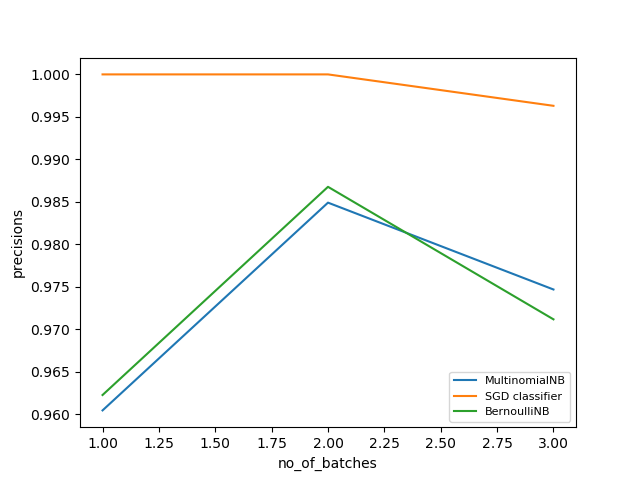 1.000
0.995
0.990
0.985
0.980
0.975
0.970
0.965
0.960
precisions
MultinomialNB
SGD classifier
BernoulliNB
1.00 1.25 1.50 1.75 2.00 2.25 2.50 2.75 3.00
no_of_batches